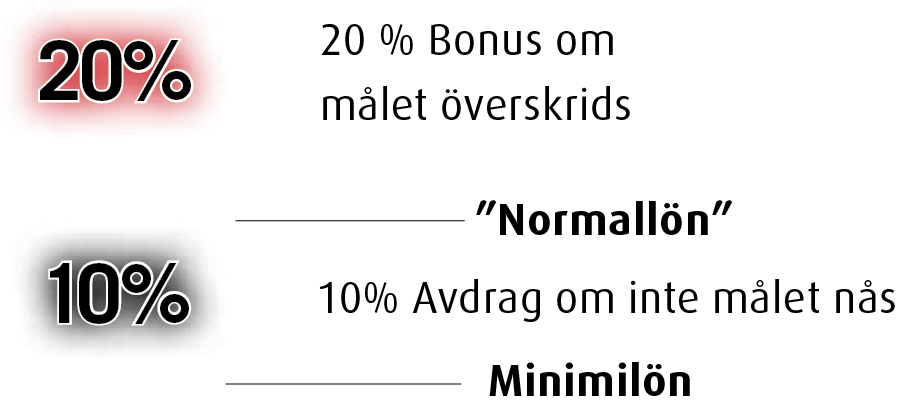 20%
20 % Bonus om
målet överskrids
”Normallön”
10%
10% Avdrag om inte målet nås
Minimilön